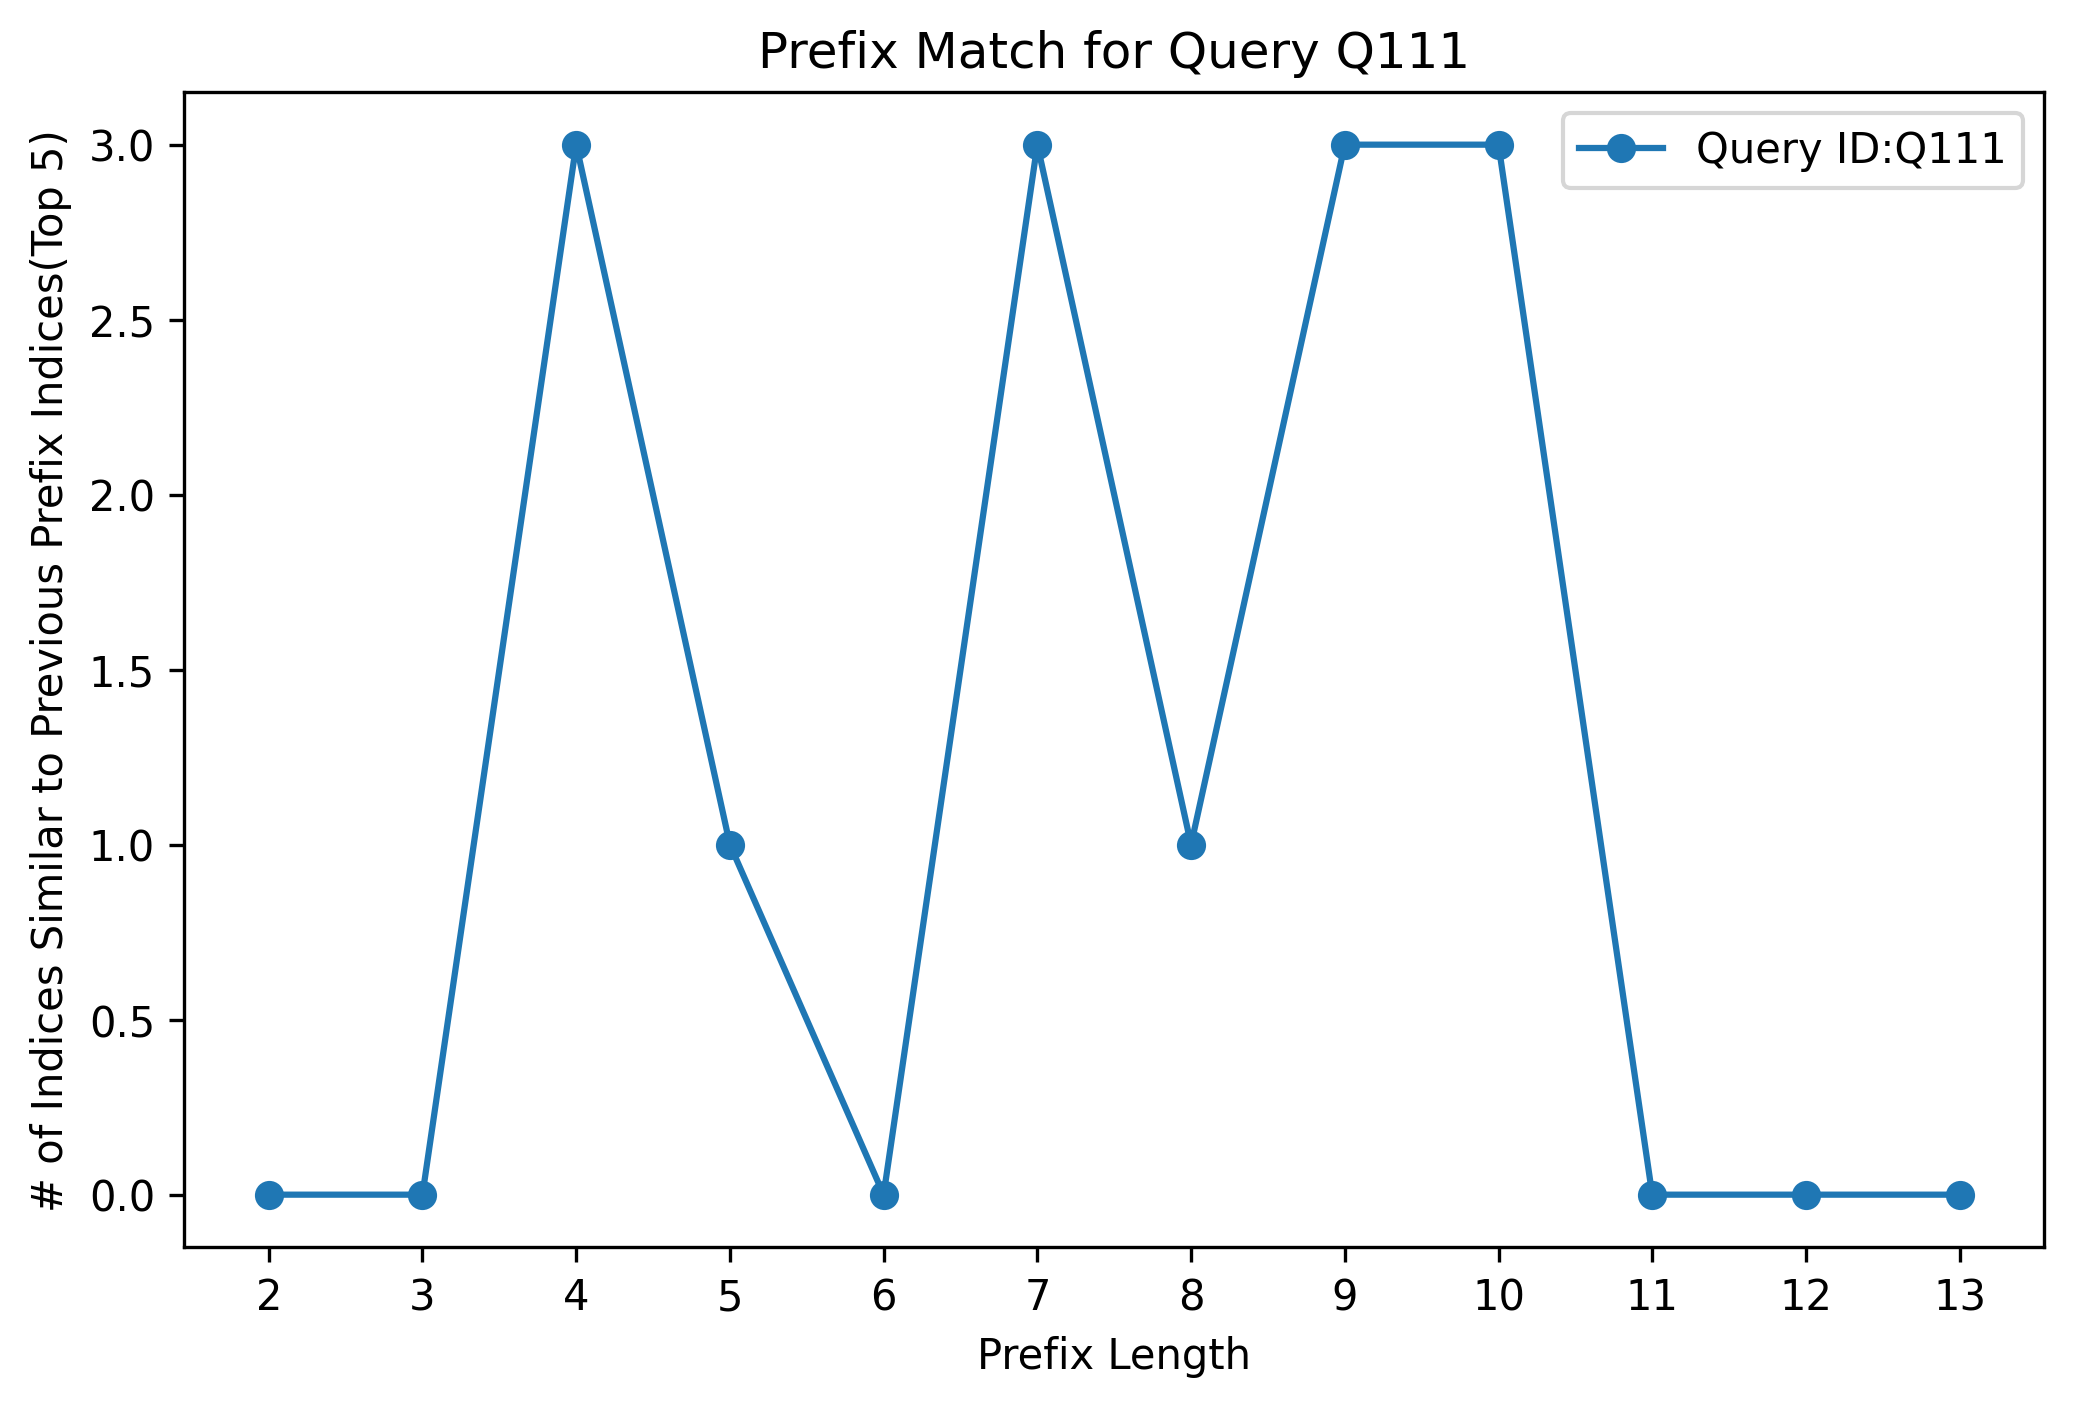 Prefix Match for Query Q111
Query ID:Q111
# of Indices Similar to Previous Prefix Indices(Top 5)
3.0
2.5
2.0
1.5
1.0
0.5
0.0
2 3 4 5 6 7 8 9 10 11 12 13
Prefix Length